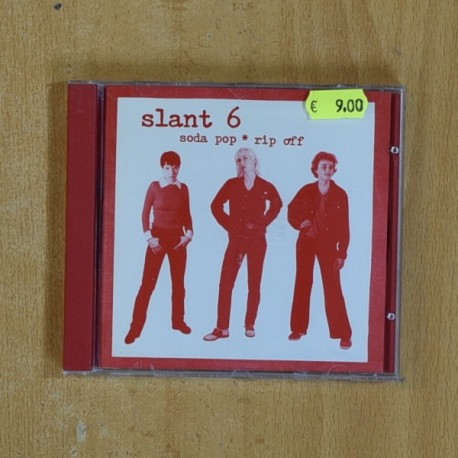 € 9.00
slant 6
soda pop * rip off